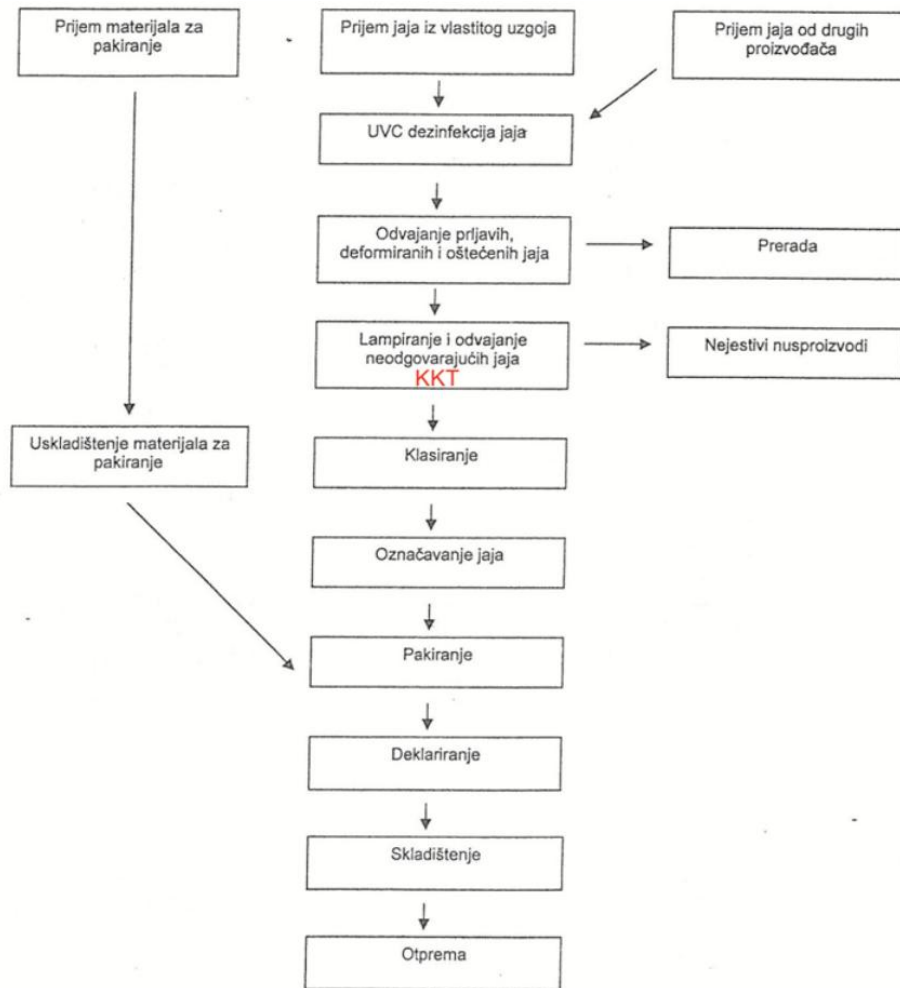 Prijem materijala za
pakiranje
Prijem jaja iz vlastitog uzgoja
Prijem jaja od drugih
proizvođača
UVC dezinfekcija jaja
Odvajanje prljavih,
deformiranih i oštećenih jaja
Prerada
Lampiranje i odvajanje
neodgovarajućih jaja
KKT
Nejestivi nusproizvodi
Uskladištenje materijala za
pakiranje
Klasiranje
Označavanje jaja
Pakiranje
Deklariranje
Skladištenje
Otprema